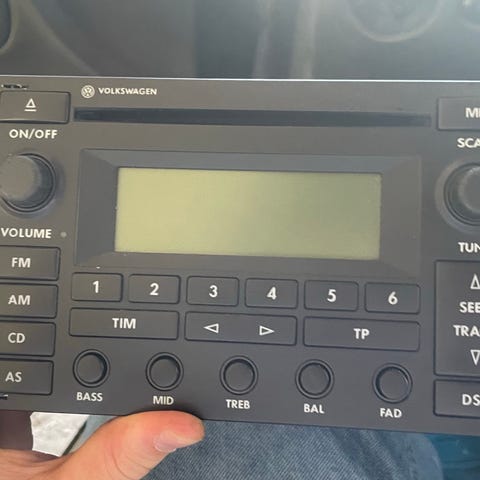 VOLKSWAGEN
ON/OFF
VOLUME
FM
AM
CD
AS
1 2 3 4 5 6
TIM
TP
BASS MID TREB BAL FAD